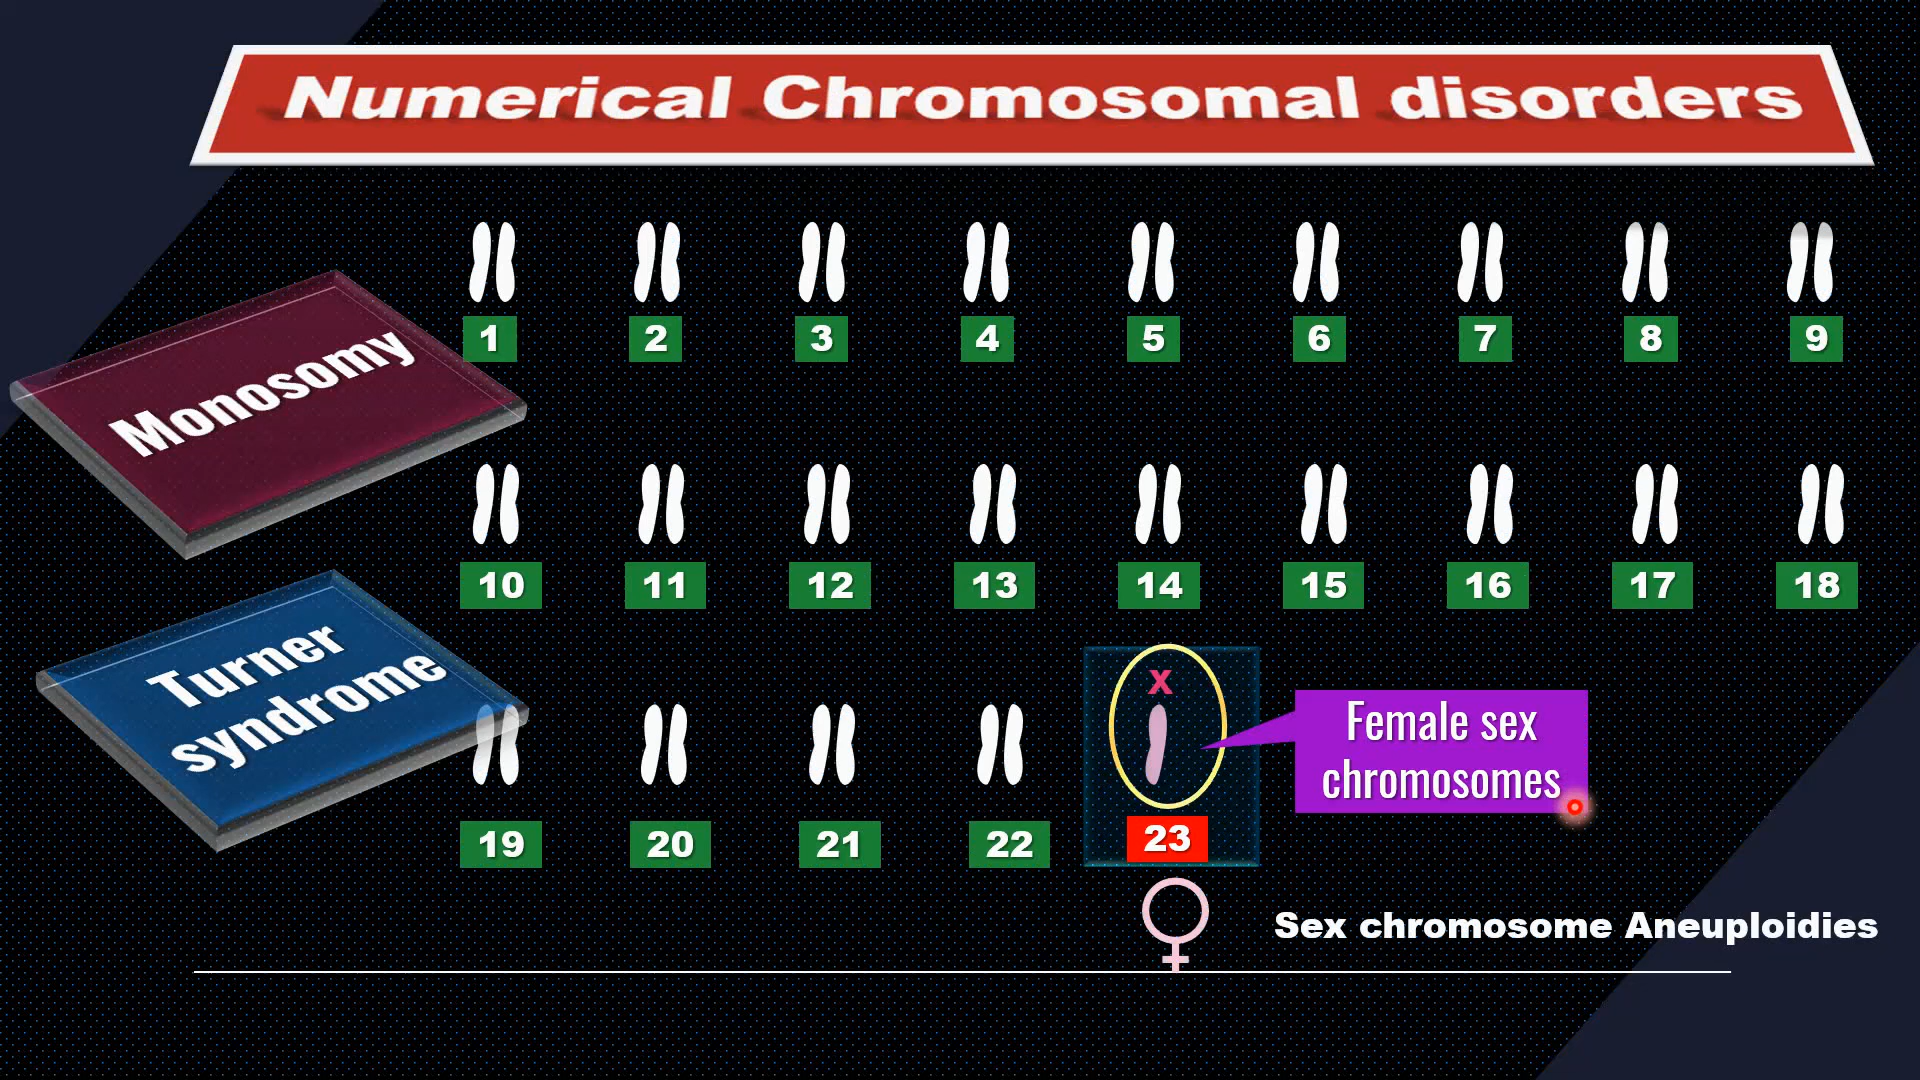 Numerical Chromosomal disorders
1 2 3 4 5 6 7 8 9
Monosomy
10 11 12 13 14 15 16 17 18
Turner
syndrome
X
Female sex
chromosomes
19 20 21 22 23
Sex chromosome Aneuploidies